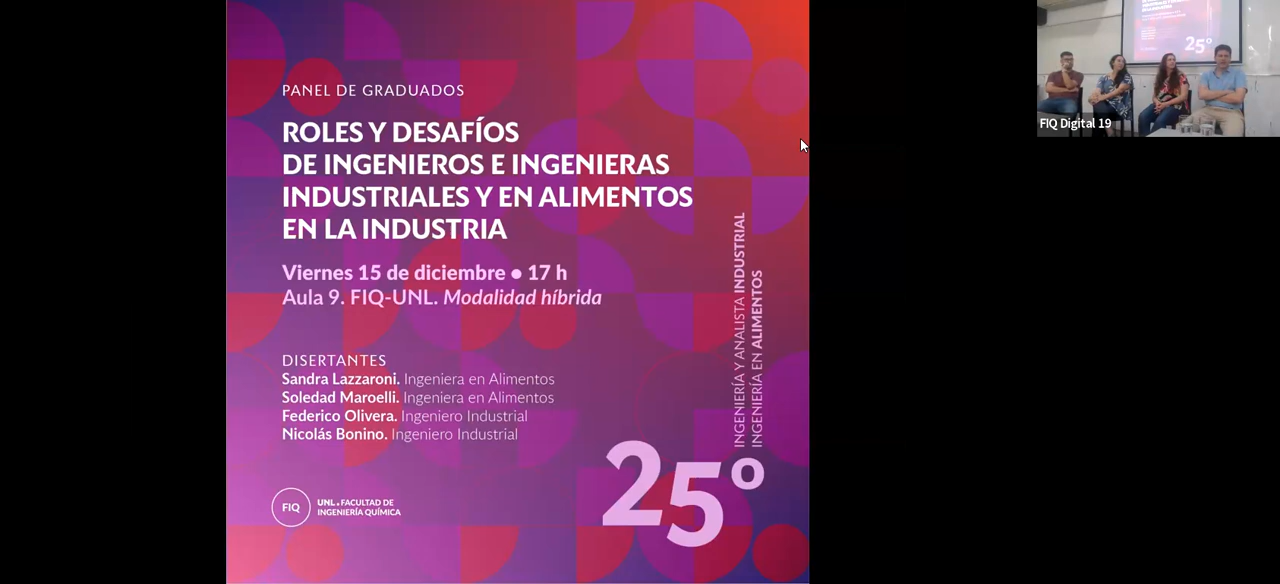 PANEL DE GRADUADOS
ROLES Y DESAFÍOS
DE INGENIEROS E INGENIERAS
INDUSTRIALES Y EN ALIMENTOS
EN LA INDUSTRIA
Viernes 15 de diciembre • 17 h
Aula 9. FIQ-UNL. Modalidad híbrida
DISERTANTES
Sandra Lazzaroni. Ingeniera en Alimentos
Soledad Maroelli. Ingeniera en Alimentos
Federico Olivera. Ingeniero Industrial
Nicolás Bonino. Ingeniero Industrial
INGENIERÍA Y ANALISTA INDUSTRIAL
INGENIERÍA EN ALIMENTOS
25°
FIQ
UNL. FACULTAD DE
INGENIERÍA QUÍMICA
25°
FIQ Digital 19